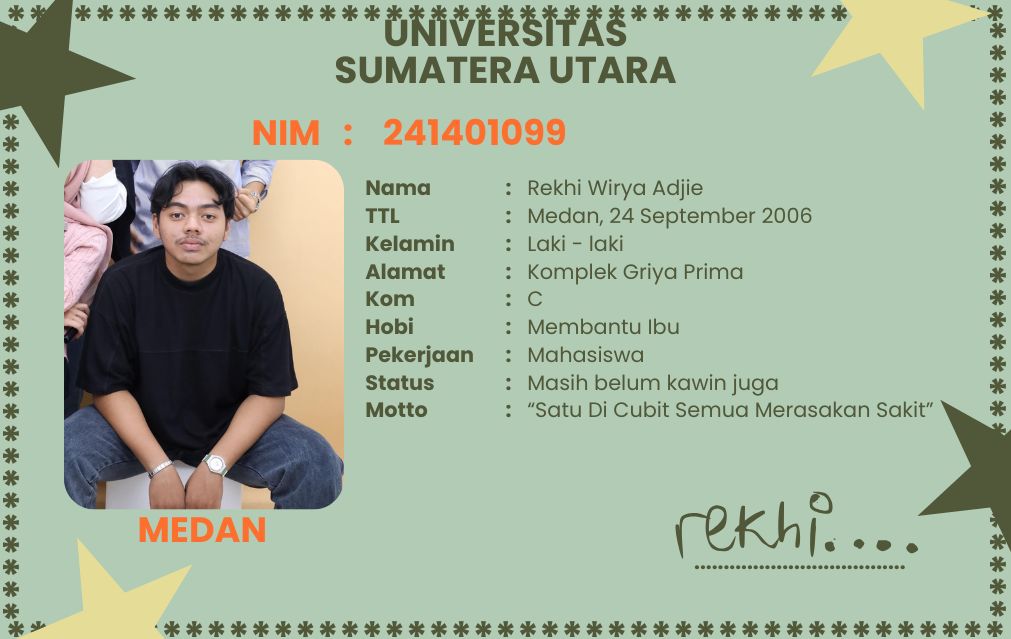 UNIVERSITAS
SUMATERA UTARA
NIM : 241401099
Nama : Rekhi Wirya Adjie
TTL : Medan, 24 September 2006
Kelamin : Laki - laki
Alamat : Komplek Griya Prima
Kom : C
Hobi : Membantu Ibu
Pekerjaan : Mahasiswa
Status : Masih belum kawin juga
Motto : “Satu Di Cubit Semua Merasakan Sakit”
MEDAN
rekhi....